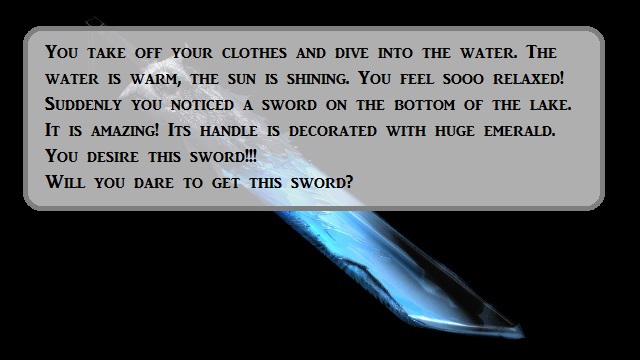 You take off your clothes and dive into the water. The
water is warm, the sun is shining. You feel sooo relaxed!
Suddenly you noticed a sword on the bottom of the lake.
It is amazing! Its handle is decorated with huge emerald.
You desire this sword!!!
Will you dare to get this sword?